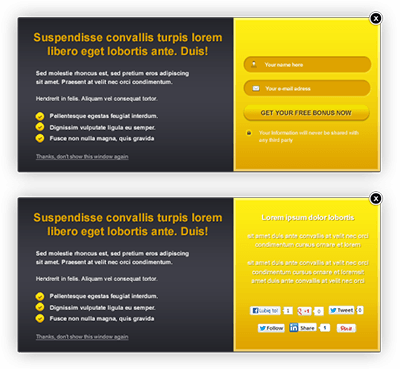 Suspendisse convallis turpis lorem
libero eget lobortis ante. Duis!
Sed molestie rhoncus est, sed pretium eros adipiscing
sit amet. Praesent at velit nec orci condimentum.
Hendrerit in felis. Aliquam vel consequat tortor.
Pellentesque egestas feugiat interdum.
Dignissim vulputate ligula eu semper.
Fusce non nulla magna, quis gravida
Thanks, don't show this window again
X
Your name here
Your e-mail adress
GET YOUR FREE BONUS NOW
Your information will never be shared with
any third party
Suspendisse convallis turpis lorem
libero eget lobortis ante. Duis!
Sed molestie rhoncus est, sed pretium eros adipiscing
sit amet. Praesent at velit nec orci condimentum.
Hendrerit in felis. Aliquam vel consequat tortor.
Pellentesque egestas feugiat interdum.
Dignissim vulputate ligula eu semper.
Fusce non nulla magna, quis gravida
Thanks, don't show this window again
X
Lorem ipsum dolor lobortis
sit amet duis ante convallis at velit nec orci
condimentum cursus ornare et lorem
sit amet duis ante convallis at velit nec orci
condimentum cursus ornare et loremsit
amet duis ante convallis at velit nec orci
Lubię to! 1 +1 0 Tweet 0
Follow in Share 1 Pin it